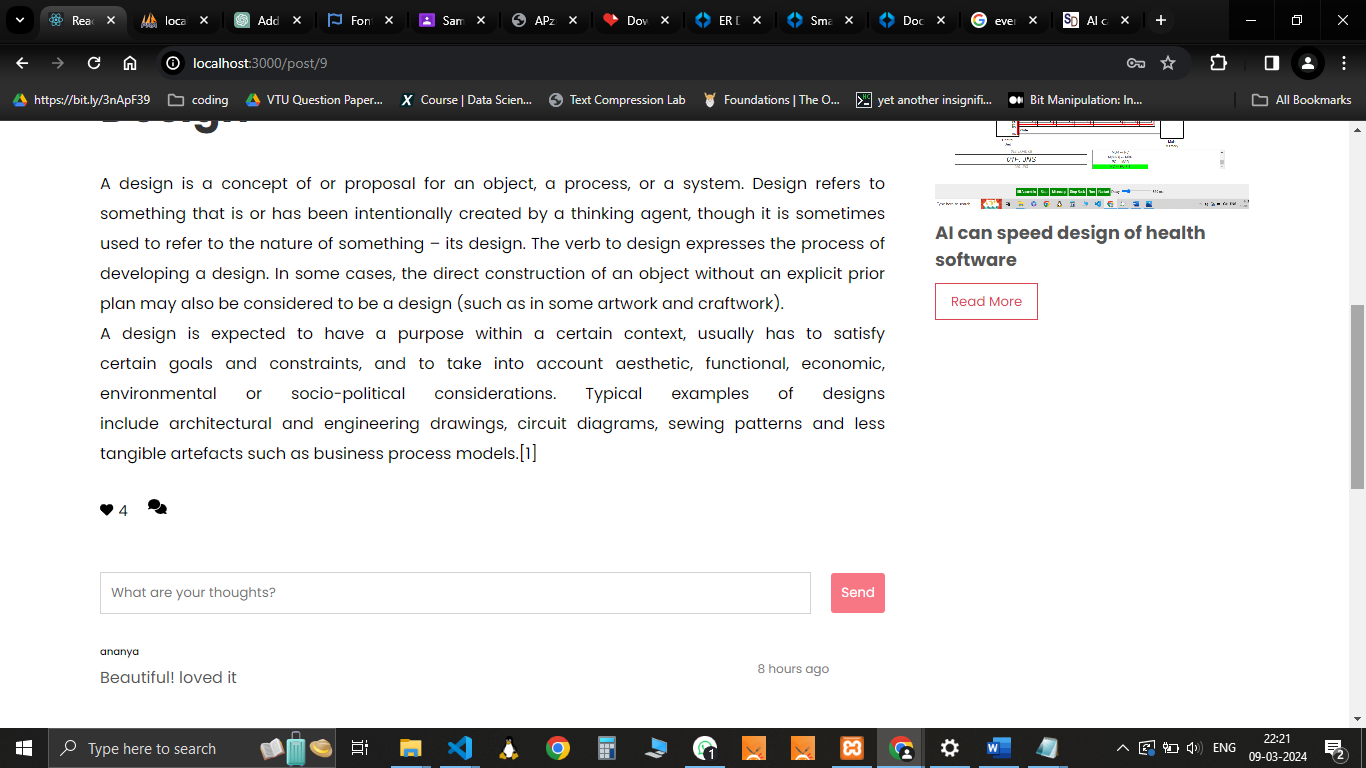 Reac
loca
Add
Fon
Sam
APz
Dow
ER D
Sma
Doc
ever
AI c
localhost:3000/post/9
https://bit.ly/3nApF39
coding
VTU Question Paper...
Course | Data Scien...
Text Compression Lab
Foundations | The O...
yet another insignifi...
Bit Manipulation: In...
All Bookmarks
Design
A design is a concept of or proposal for an object, a process, or a system. Design refers to
something that is or has been intentionally created by a thinking agent, though it is sometimes
used to refer to the nature of something – its design. The verb to design expresses the process of
developing a design. In some cases, the direct construction of an object without an explicit prior
plan may also be considered to be a design (such as in some artwork and craftwork).
A design is expected to have a purpose within a certain context, usually has to satisfy
certain goals and constraints, and to take into account aesthetic, functional, economic,
environmental or socio-political considerations. Typical examples of designs
include architectural and engineering drawings, circuit diagrams, sewing patterns and less
tangible artefacts such as business process models.[1]
4
What are your thoughts?
Send
ananya
Beautiful! loved it
8 hours ago
Type here to search
AI can speed design of health
software
Read More
Type here to search
1
ENG
22:21
09-03-2024
2